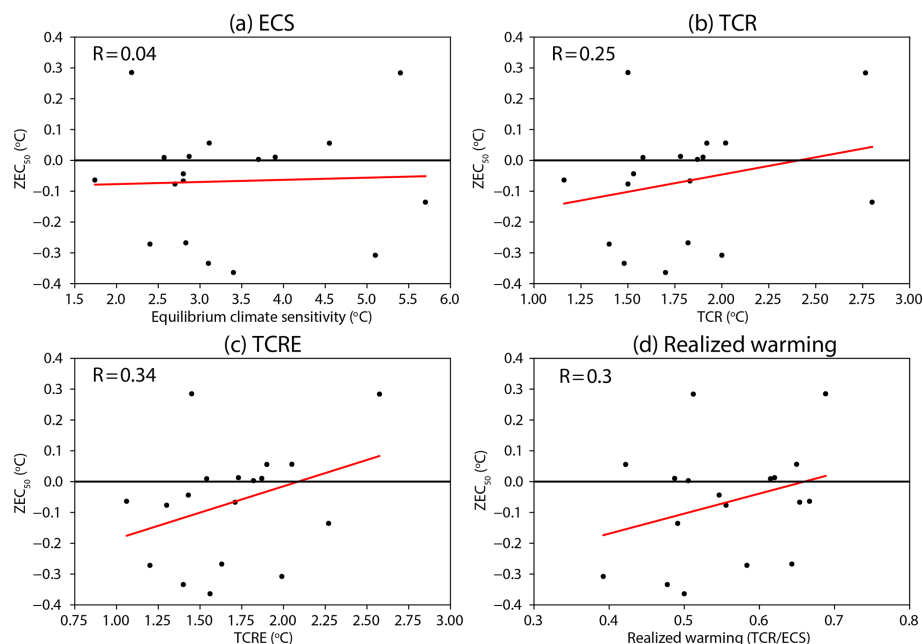 (a) ECS
R=0.04
0.4
0.3
0.2
0.1
0.0
−0.1
−0.2
−0.3
−0.4
ZEC₅₀ (°C)
1.5 2.0 2.5 3.0 3.5 4.0 4.5 5.0 5.5 6.0
Equilibrium climate sensitivity (°C)
(b) TCR
R=0.25
0.4
0.3
0.2
0.1
0.0
−0.1
−0.2
−0.3
−0.4
ZEC₅₀ (°C)
1.00 1.25 1.50 1.75 2.00 2.25 2.50 2.75 3.00
TCR (°C)
(c) TCRE
R=0.34
0.4
0.3
0.2
0.1
0.0
−0.1
−0.2
−0.3
−0.4
ZEC₅₀ (°C)
0.75 1.00 1.25 1.50 1.75 2.00 2.25 2.50 2.75 3.00
TCRE (°C)
(d) Realized warming
R=0.3
0.4
0.3
0.2
0.1
0.0
−0.1
−0.2
−0.3
−0.4
ZEC₅₀ (°C)
0.3 0.4 0.5 0.6 0.7 0.8
Realized warming (TCR/ECS)